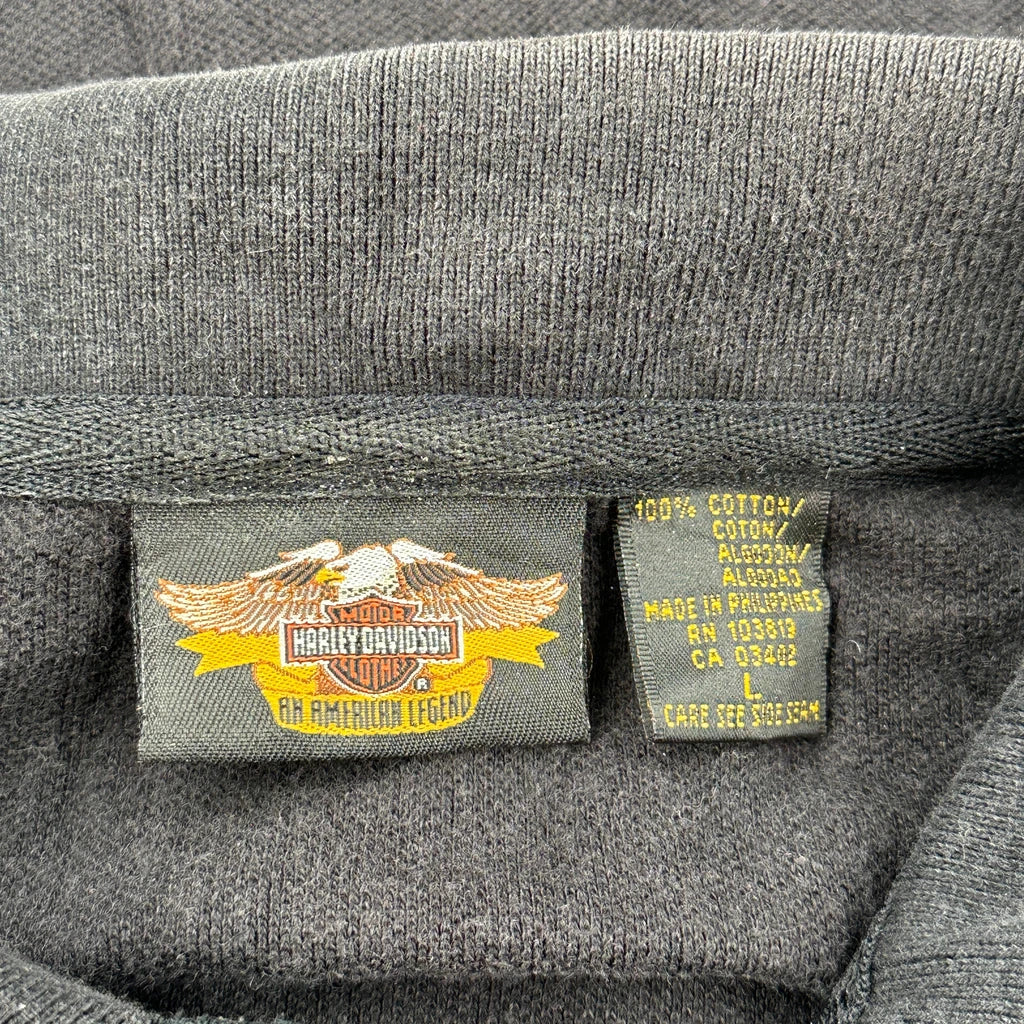 MOTOR
HARLEY-DAVIDSON
CLOTHES
®
AN AMERICAN LEGEND
100% COTTON/
COTON/
ALGODON/
ALGODAO
MADE IN PHILIPPINES
RN 103819
CA 03402
L
CARE SEE SIDE SEAM